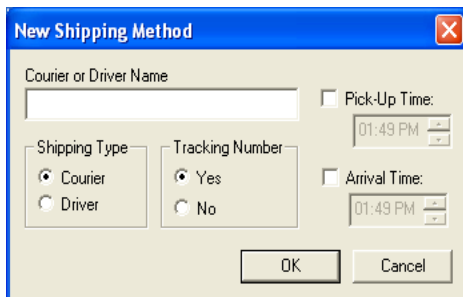 New Shipping Method
Courier or Driver Name
Pick-Up Time:
01:49 PM
Shipping Type
Courier
Driver
Tracking Number
Yes
No
Arrival Time:
01:49 PM
OK
Cancel